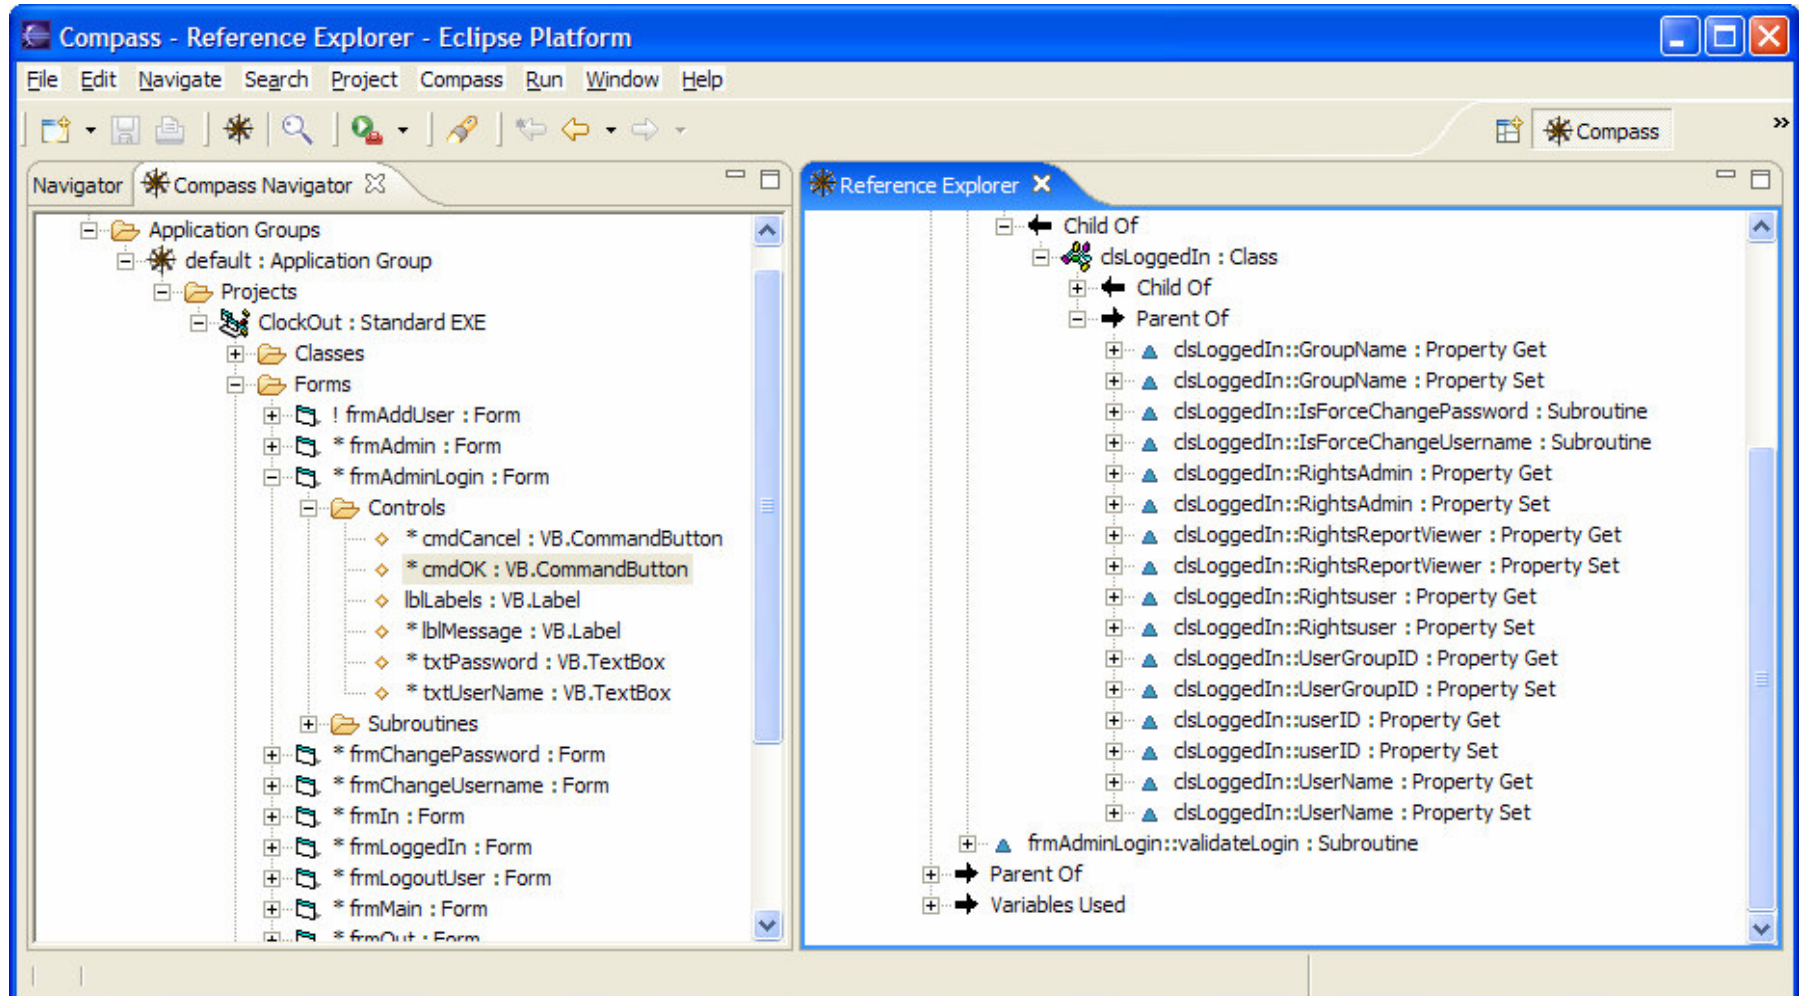 Compass - Reference Explorer - Eclipse Platform
File Edit Navigate Search Project Compass Run Window Help
Compass
Navigator Compass Navigator
Application Groups
default : Application Group
Projects
ClockOut : Standard EXE
Classes
Forms
! frmAddUser : Form
* frmAdmin : Form
* frmAdminLogin : Form
Controls
* cmdCancel : VB.CommandButton
* cmdOK : VB.CommandButton
lblLabels : VB.Label
* lblMessage : VB.Label
* txtPassword : VB.TextBox
* txtUserName : VB.TextBox
Subroutines
* frmChangePassword : Form
* frmChangeUsername : Form
* frmIn : Form
* frmLoggedIn : Form
* frmLogoutUser : Form
* frmMain : Form
* frmOut : Form
Reference Explorer
Child Of
clsLoggedIn : Class
Child Of
Parent Of
clsLoggedIn::GroupName : Property Get
clsLoggedIn::GroupName : Property Set
clsLoggedIn::IsForceChangePassword : Subroutine
clsLoggedIn::IsForceChangeUsername : Subroutine
clsLoggedIn::RightsAdmin : Property Get
clsLoggedIn::RightsAdmin : Property Set
clsLoggedIn::RightsReportViewer : Property Get
clsLoggedIn::RightsReportViewer : Property Set
clsLoggedIn::Rightsuser : Property Get
clsLoggedIn::Rightsuser : Property Set
clsLoggedIn::UserGroupID : Property Get
clsLoggedIn::UserGroupID : Property Set
clsLoggedIn::userID : Property Get
clsLoggedIn::userID : Property Set
clsLoggedIn::UserName : Property Get
clsLoggedIn::UserName : Property Set
frmAdminLogin::validateLogin : Subroutine
Parent Of
Variables Used